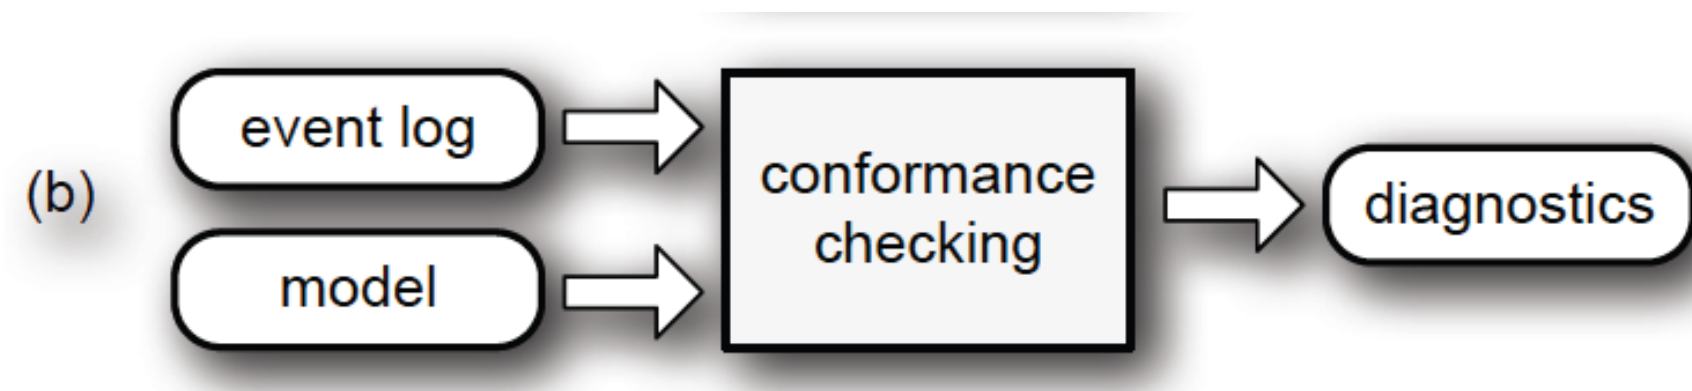 (b)
event log
model
conformance
checking
diagnostics